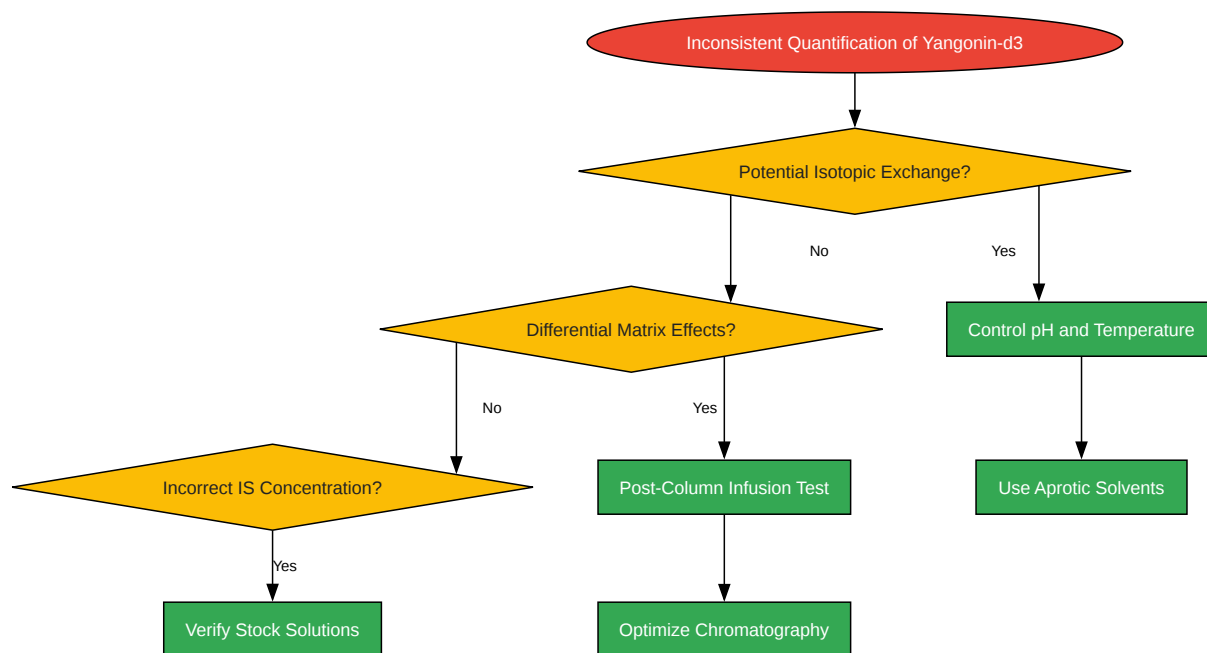 Inconsistent Quantification of Yangonin-d3
Potential Isotopic Exchange?
No
Yes
Differential Matrix Effects?
Control pH and Temperature
No
Yes
Incorrect IS Concentration?
Post-Column Infusion Test
Use Aprotic Solvents
Yes
Verify Stock Solutions
Optimize Chromatography